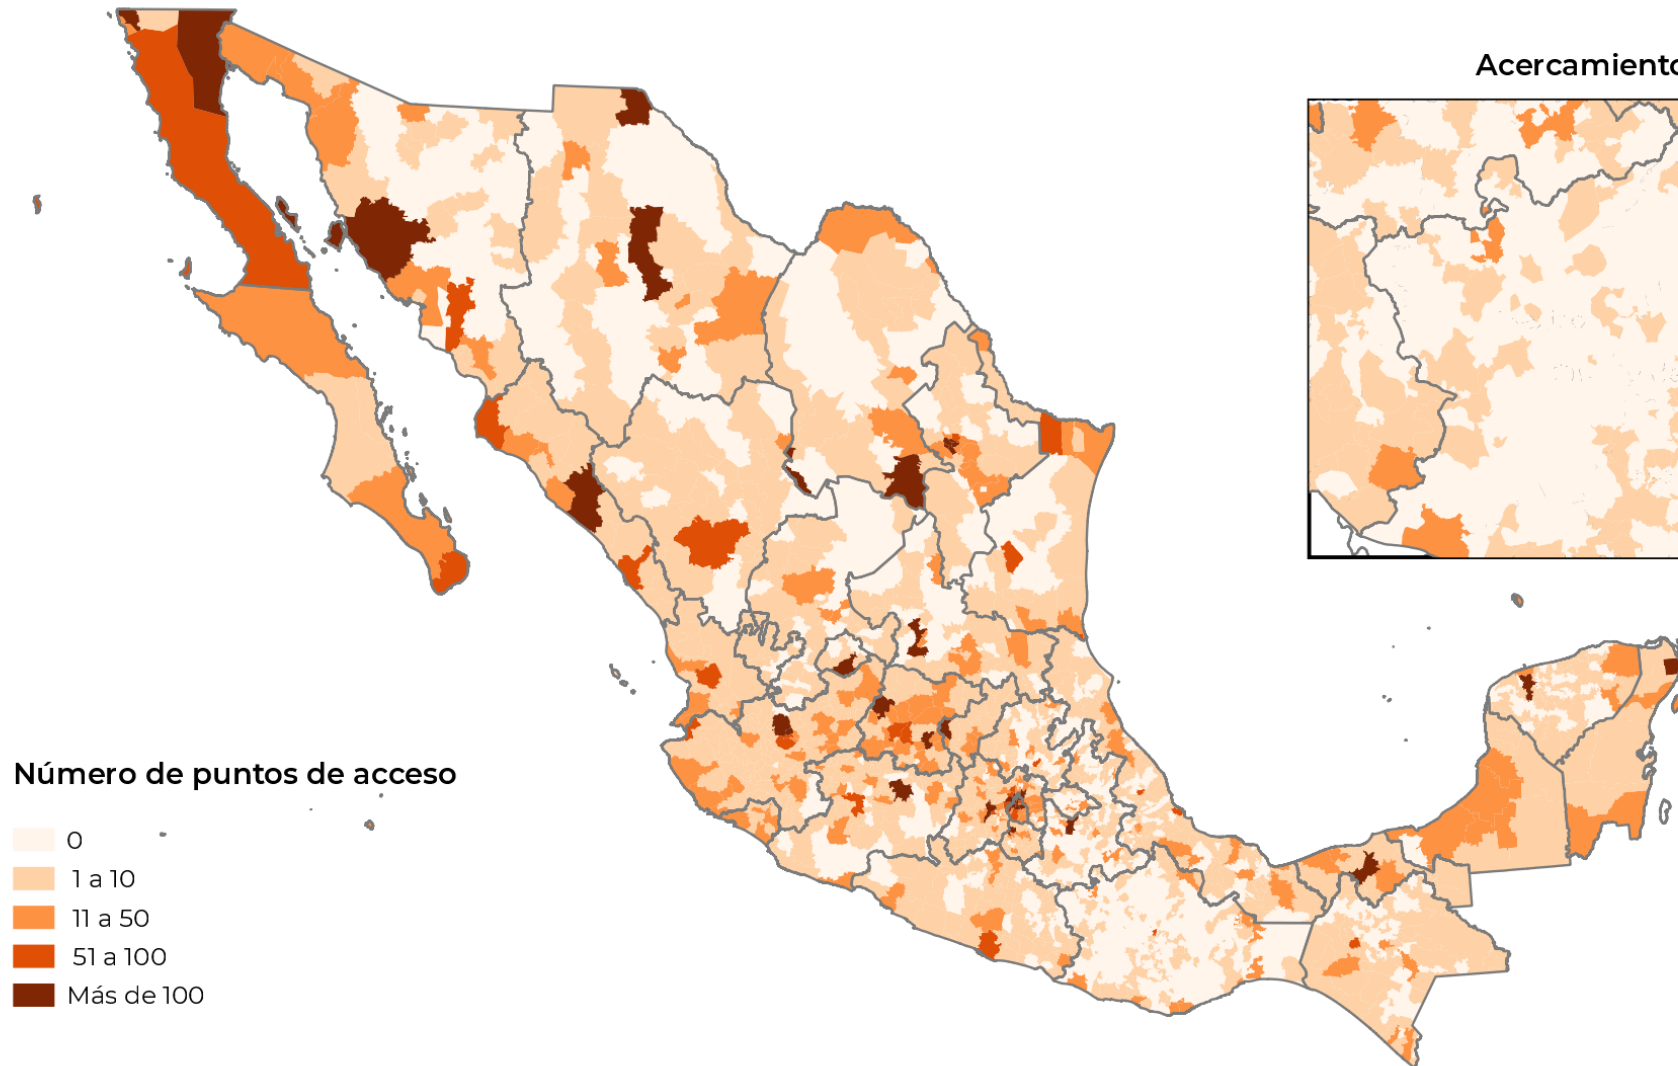 Acercamiento
Número de puntos de acceso
0
1 a 10
11 a 50
51 a 100
Más de 100